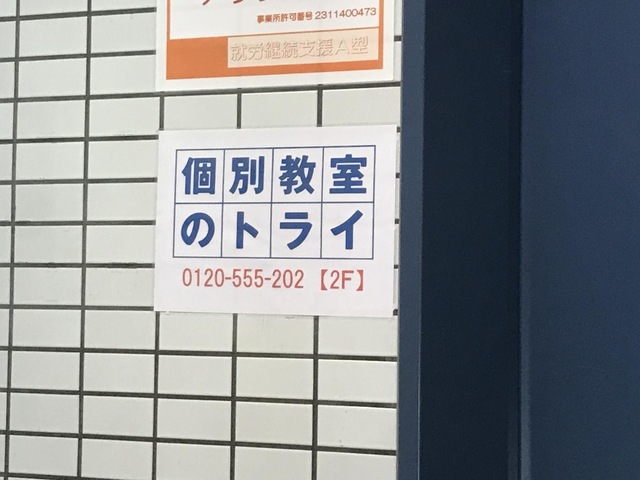 事業所許可番号 2311400473
就労継続支援A型
個別教室
のトライ
0120-555-202【2F】